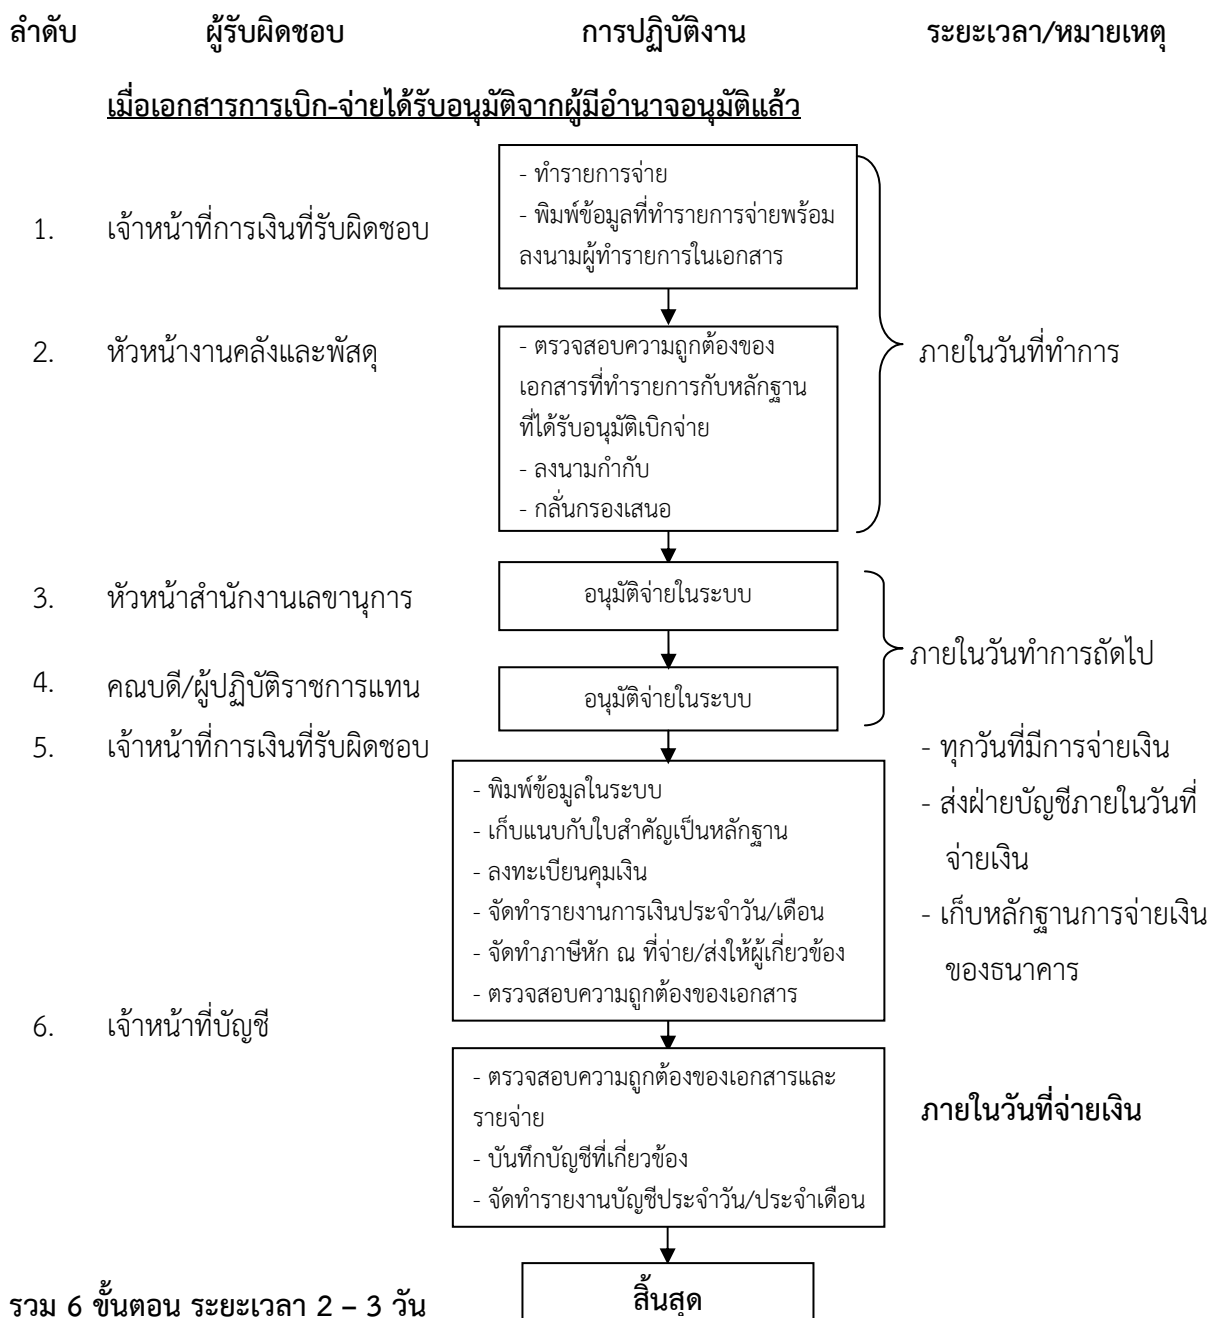 ลำดับ ผู้รับผิดชอบ การปฏิบัติงาน ระยะเวลา/หมายเหตุ
เมื่อเอกสารการเบิก-จ่ายได้รับอนุมัติจากผู้มีอำนาจอนุมัติแล้ว
1. เจ้าหน้าที่การเงินที่รับผิดชอบ
- ทำรายการจ่าย
- พิมพ์ข้อมูลที่ทำรายการจ่ายพร้อม
ลงนามผู้ทำรายการในเอกสาร
2. หัวหน้างานคลังและพัสดุ
- ตรวจสอบความถูกต้องของ
เอกสารที่ทำรายการกับหลักฐาน
ที่ได้รับอนุมัติเบิกจ่าย
- ลงนามกำกับ
- กลั่นกรองเสนอ
ภายในวันที่ทำการ
3. หัวหน้าสำนักงานเลขานุการ
อนุมัติจ่ายในระบบ
ภายในวันทำการถัดไป
4. คณบดี/ผู้ปฏิบัติราชการแทน
อนุมัติจ่ายในระบบ
5. เจ้าหน้าที่การเงินที่รับผิดชอบ
- พิมพ์ข้อมูลในระบบ
- เก็บแนบกับใบสำคัญเป็นหลักฐาน
- ลงทะเบียนคุมเงิน
- จัดทำรายงานการเงินประจำวัน/เดือน
- จัดทำภาษีหัก ณ ที่จ่าย/ส่งให้ผู้เกี่ยวข้อง
- ตรวจสอบความถูกต้องของเอกสาร
- ทุกวันที่มีการจ่ายเงิน
- ส่งฝ่ายบัญชีภายในวันที่
จ่ายเงิน
- เก็บหลักฐานการจ่ายเงิน
ของธนาคาร
6. เจ้าหน้าที่บัญชี
- ตรวจสอบความถูกต้องของเอกสารและ
รายจ่าย
- บันทึกบัญชีที่เกี่ยวข้อง
- จัดทำรายงานบัญชีประจำวัน/ประจำเดือน
ภายในวันที่จ่ายเงิน
สิ้นสุด
รวม 6 ขั้นตอน ระยะเวลา 2 – 3 วัน